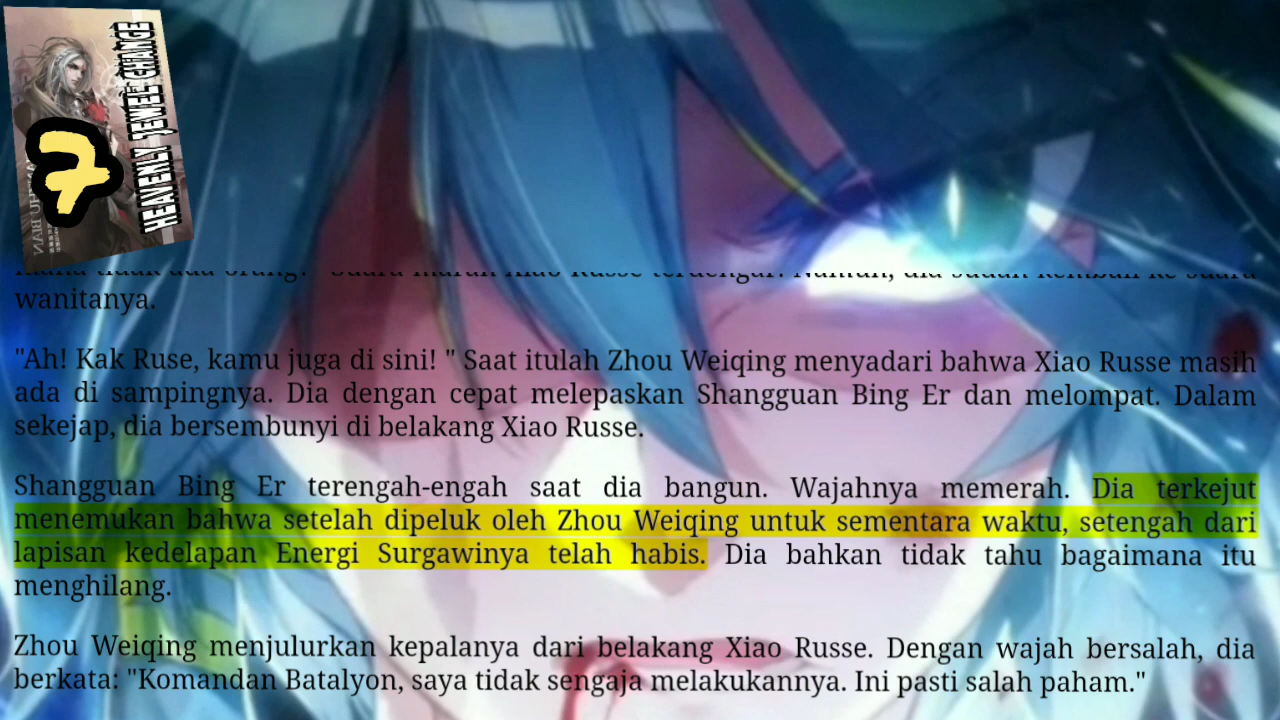 HEAVENLY JEWEL CHANGE
7
wanitanya.
"Ah! Kak Ruse, kamu juga di sini! " Saat itulah Zhou Weiqing menyadari bahwa Xiao Russe masih
ada di sampingnya. Dia dengan cepat melepaskan Shangguan Bing Er dan melompat. Dalam
sekejap, dia bersembunyi di belakang Xiao Russe.
Shangguan Bing Er terengah-engah saat dia bangun. Wajahnya memerah. Dia terkejut
menemukan bahwa setelah dipeluk oleh Zhou Weiqing untuk sementara waktu, setengah dari
lapisan kedelapan Energi Surgawinya telah habis. Dia bahkan tidak tahu bagaimana itu
menghilang.
Zhou Weiqing menjulurkan kepalanya dari belakang Xiao Russe. Dengan wajah bersalah, dia
berkata: "Komandan Batalyon, saya tidak sengaja melakukannya. Ini pasti salah paham."